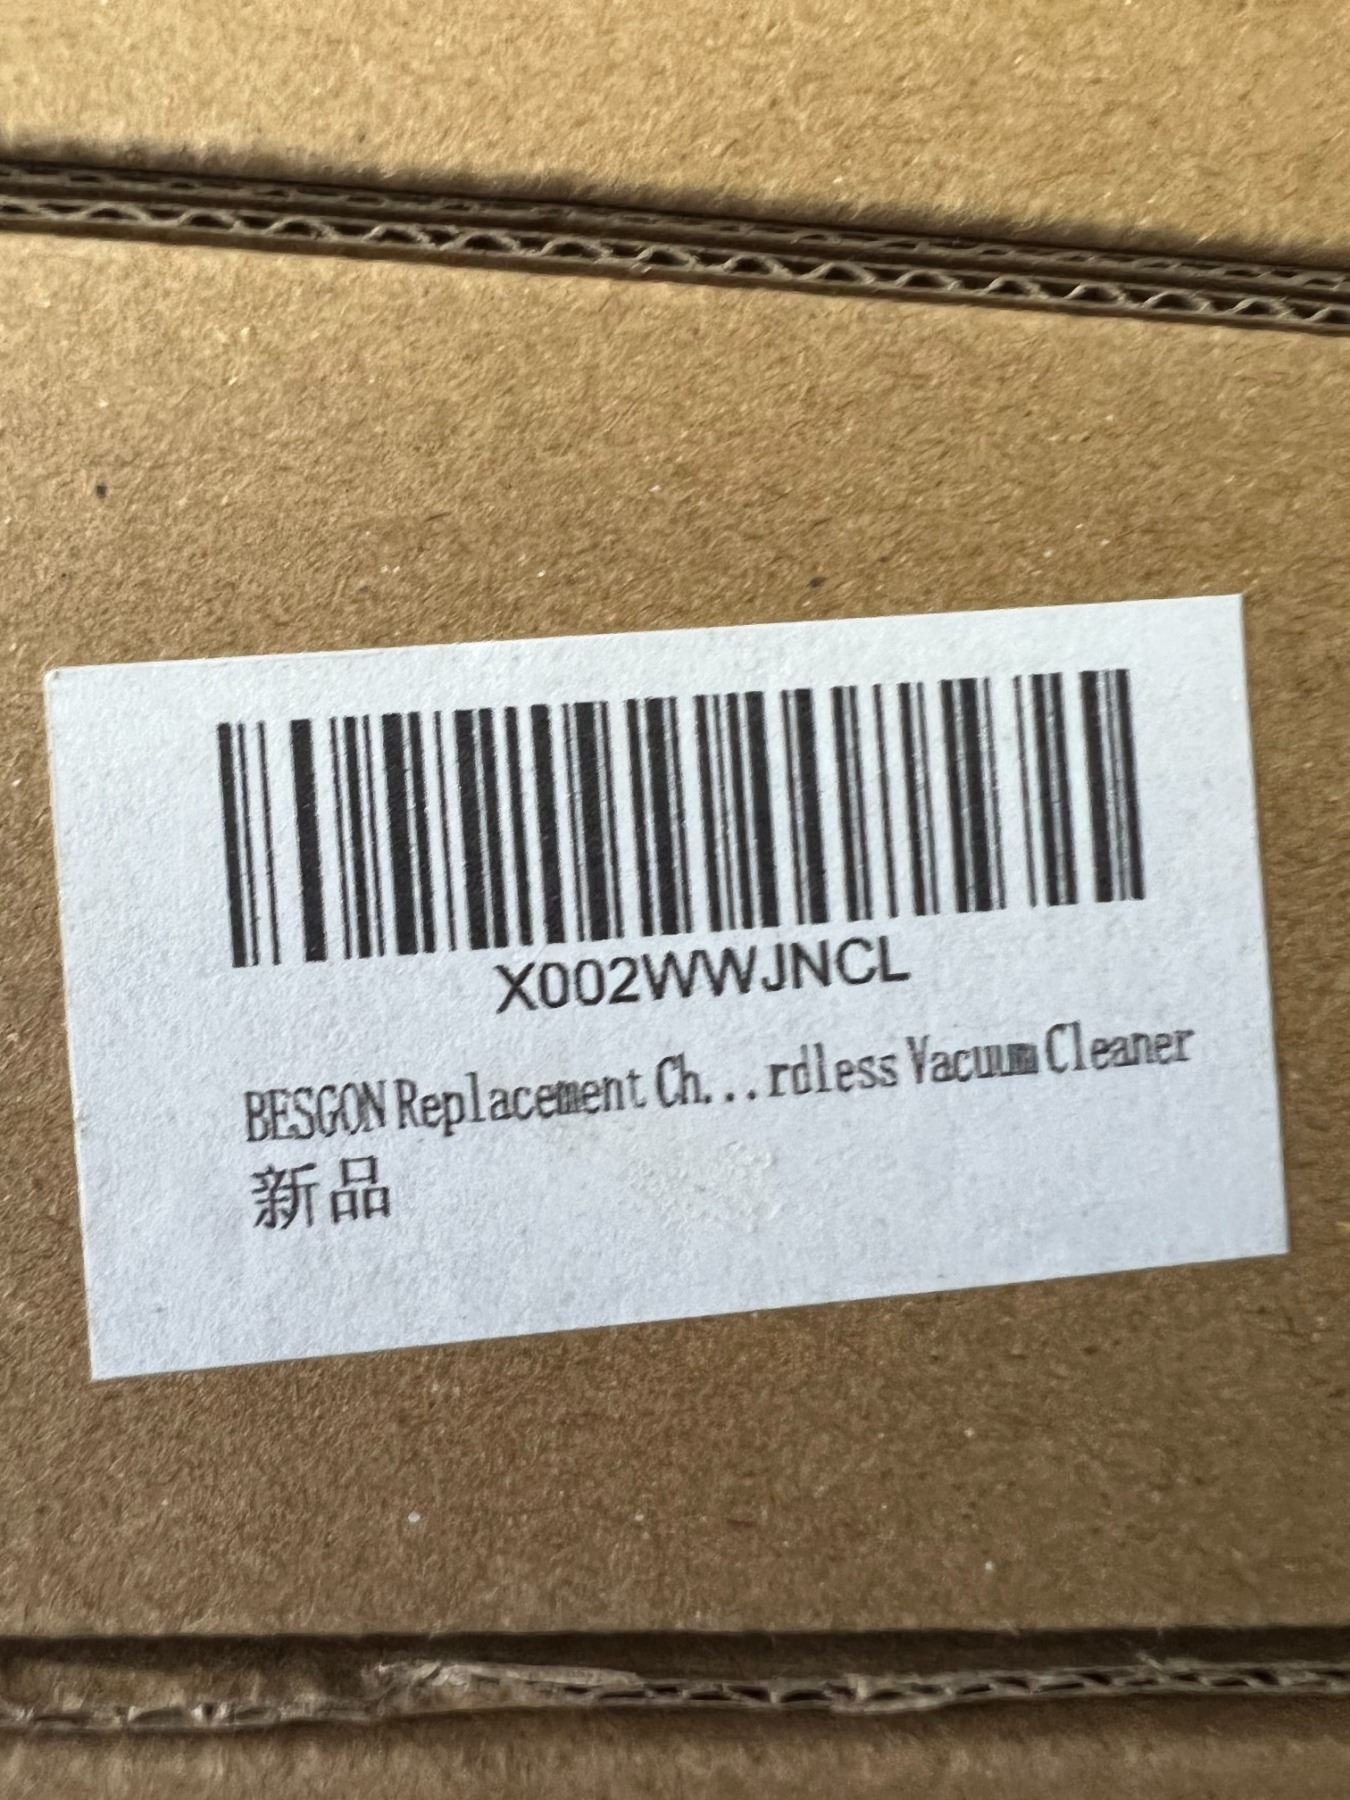 X002WWJNCL
BESGON Replacement Ch...rdless Vacuum Cleaner
新品